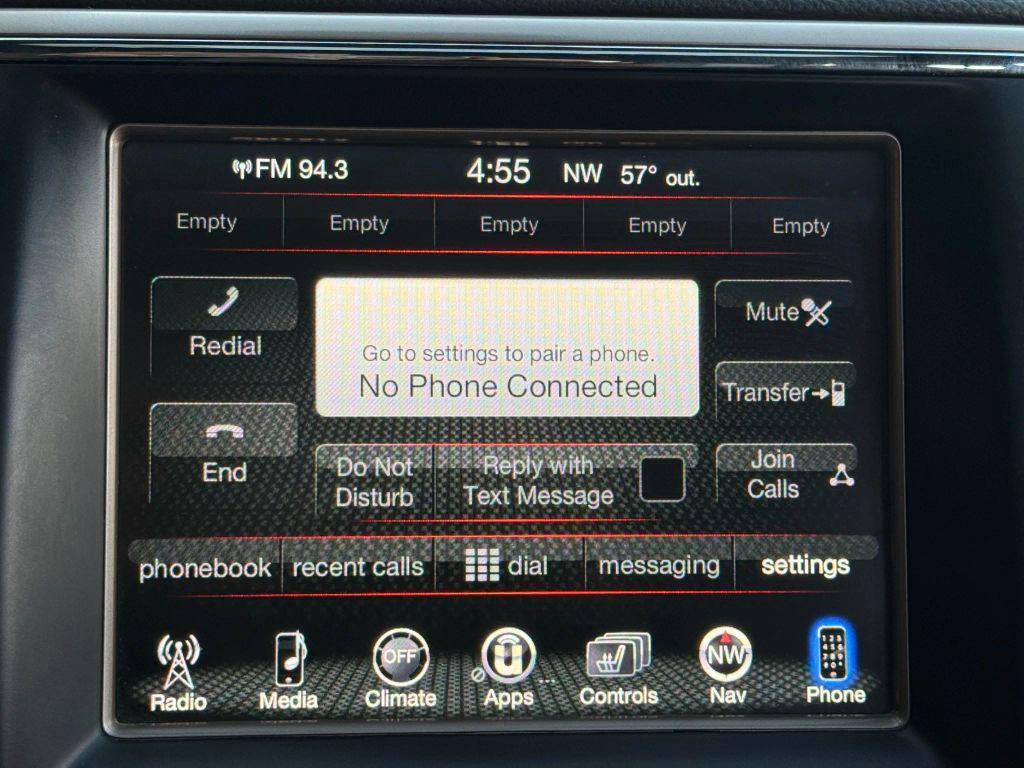 FM 94.3 4:55 NW 57° out.
Empty Empty Empty Empty Empty
Redial
Go to settings to pair a phone.
No Phone Connected
Mute
Transfer
End
Do Not
Disturb
Reply with
Text Message
Join
Calls
phonebook recent calls dial messaging settings
OFF
NW
Radio Media Climate Apps Controls Nav Phone